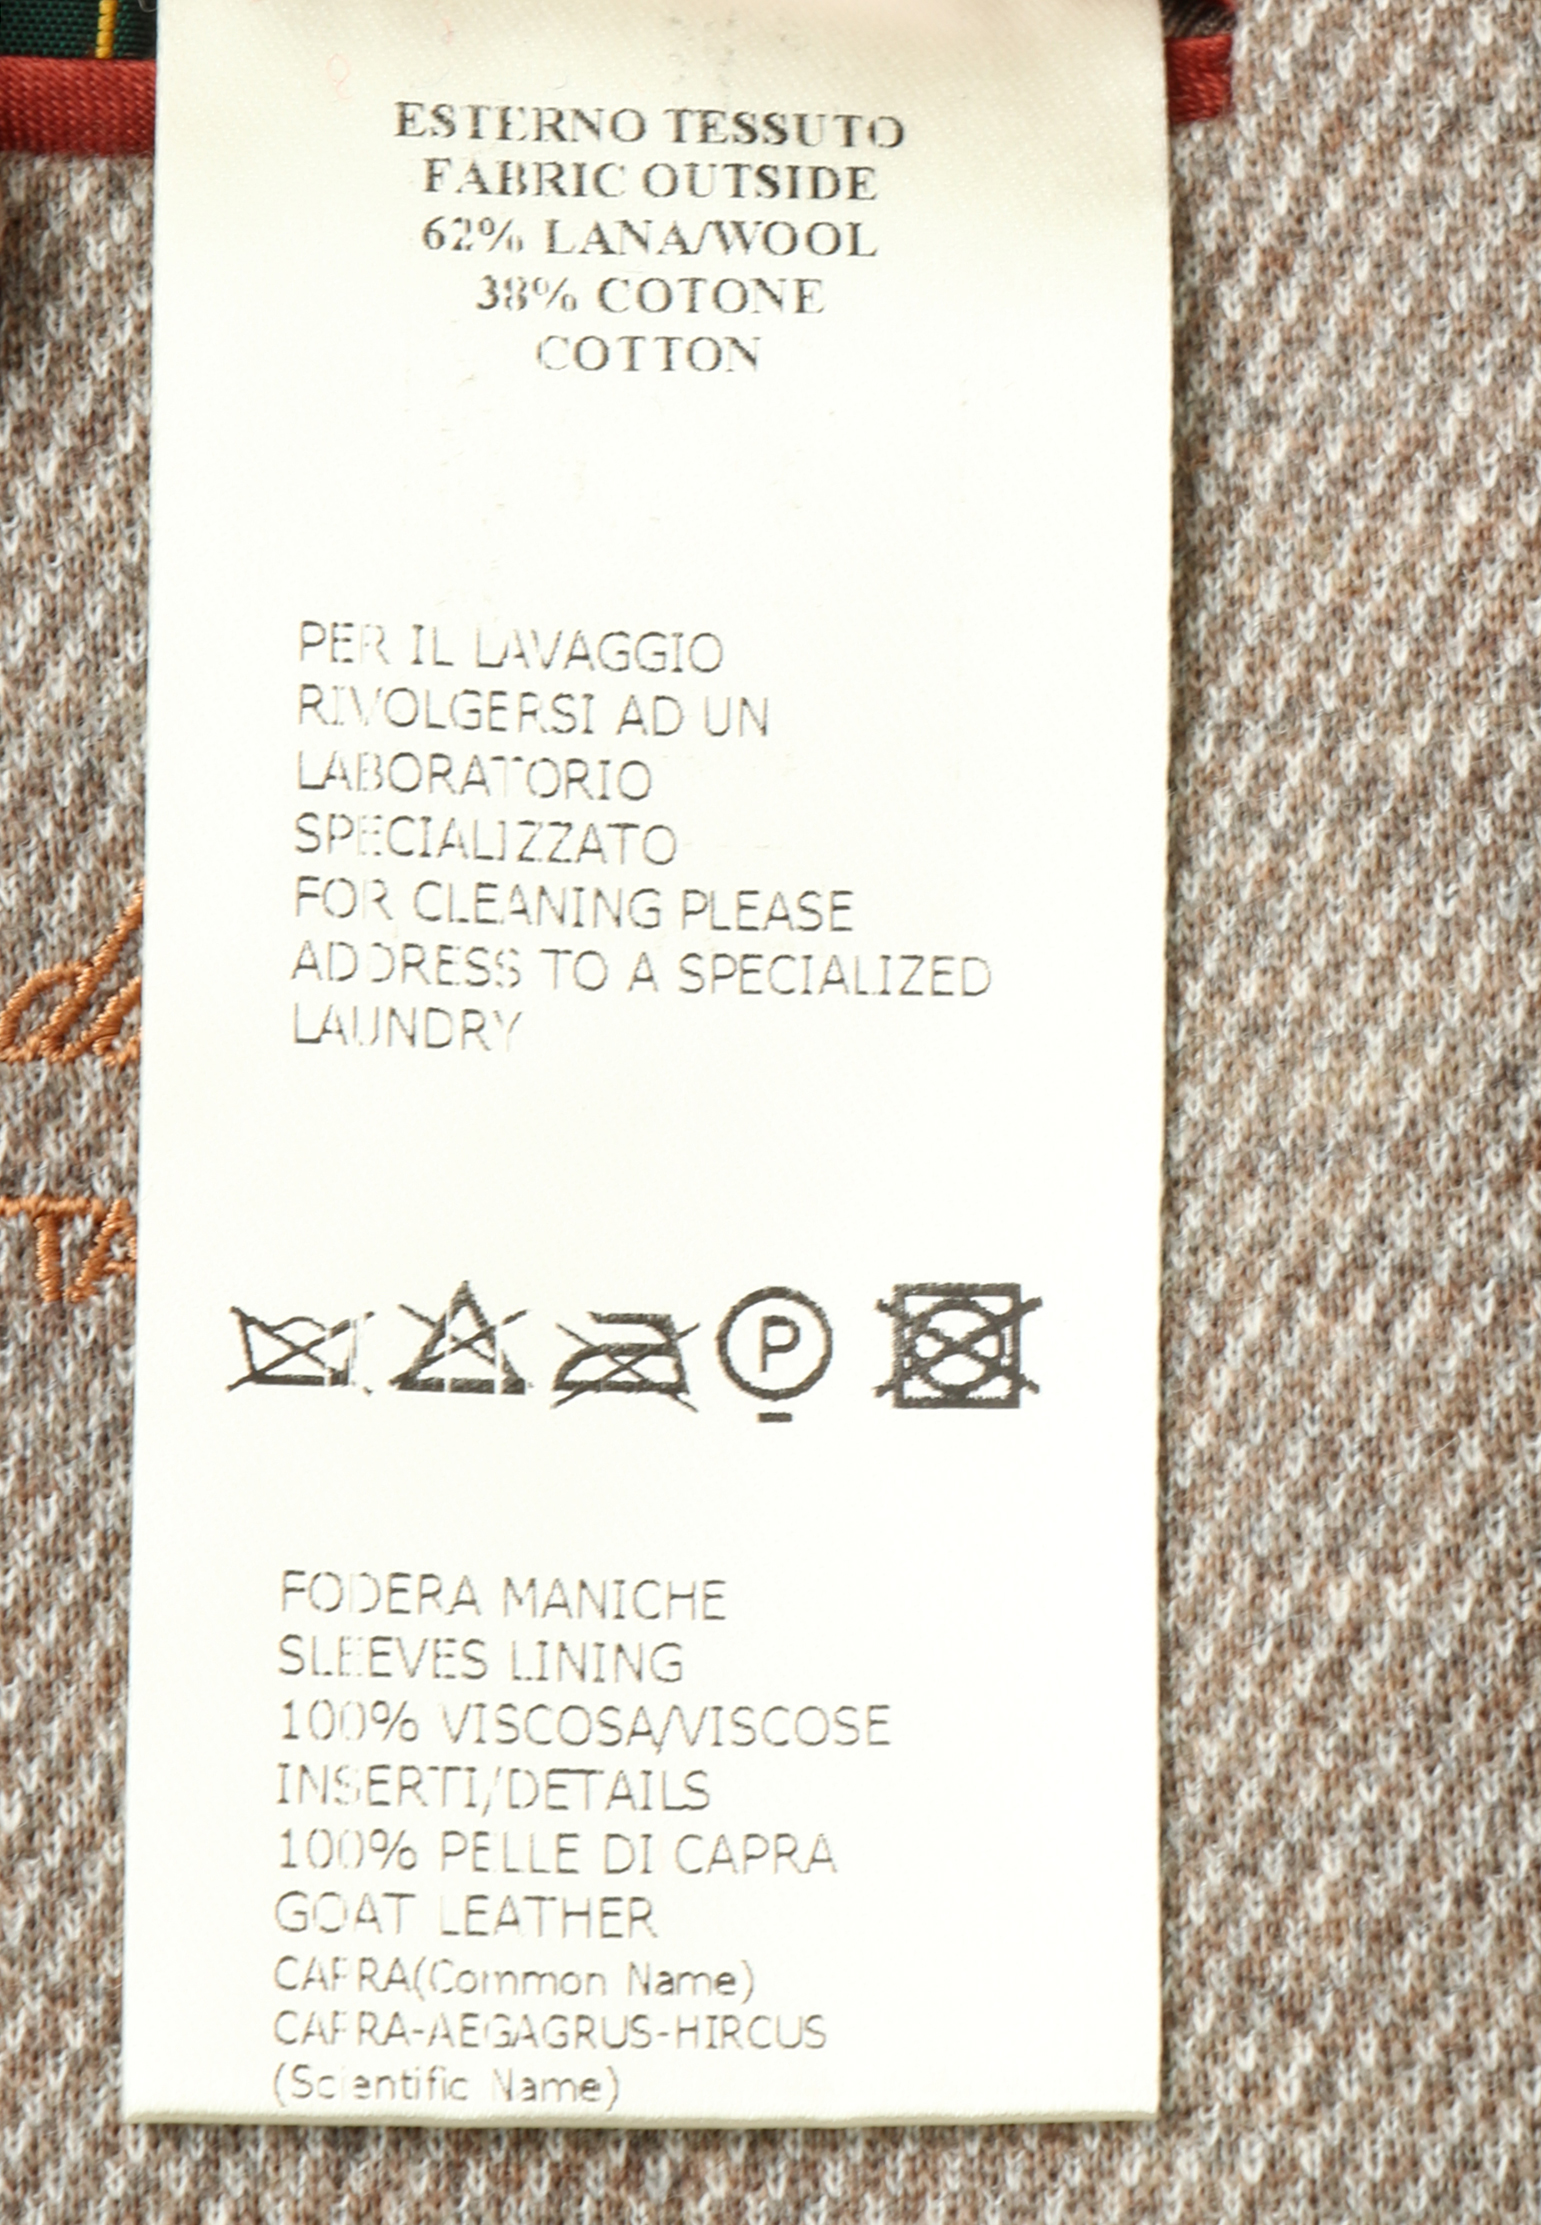 ESTERNO TESSUTO
FABRIC OUTSIDE
62% LANA/WOOL
38% COTONE
COTTON
PER IL LAVAGGIO
RIVOLGERSI AD UN
LABORATORIO
SPECIALIZZATO
FOR CLEANING PLEASE
ADDRESS TO A SPECIALIZED
LAUNDRY
P
FODERA MANICHE
SLEEVES LINING
100% VISCOSA/VISCOSE
INSERTI/DETAILS
100% PELLE DI CAPRA
GOAT LEATHER
CAPRA(Common Name)
CAPRA-AEGAGRUS-HIRCUS
(Scientific Name)